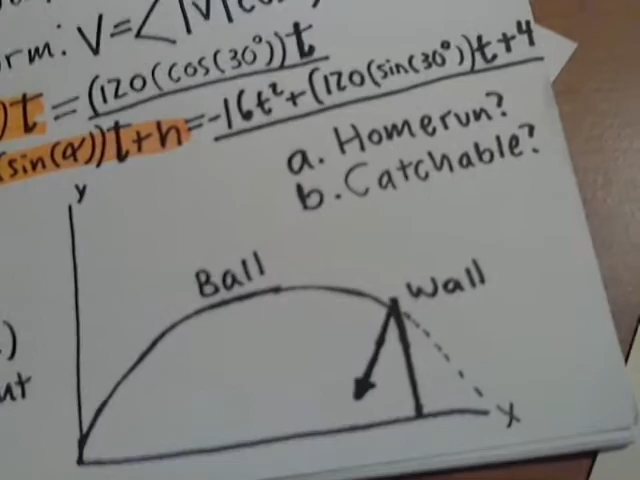 rm: V=<|V|(co
)t = (120(cos(30°))t
(sin(α))t+h=-16t²+(120(sin(30°))t+4
a. Homerun?
b. Catchable?
y
Ball
Wall
.)
ut
X